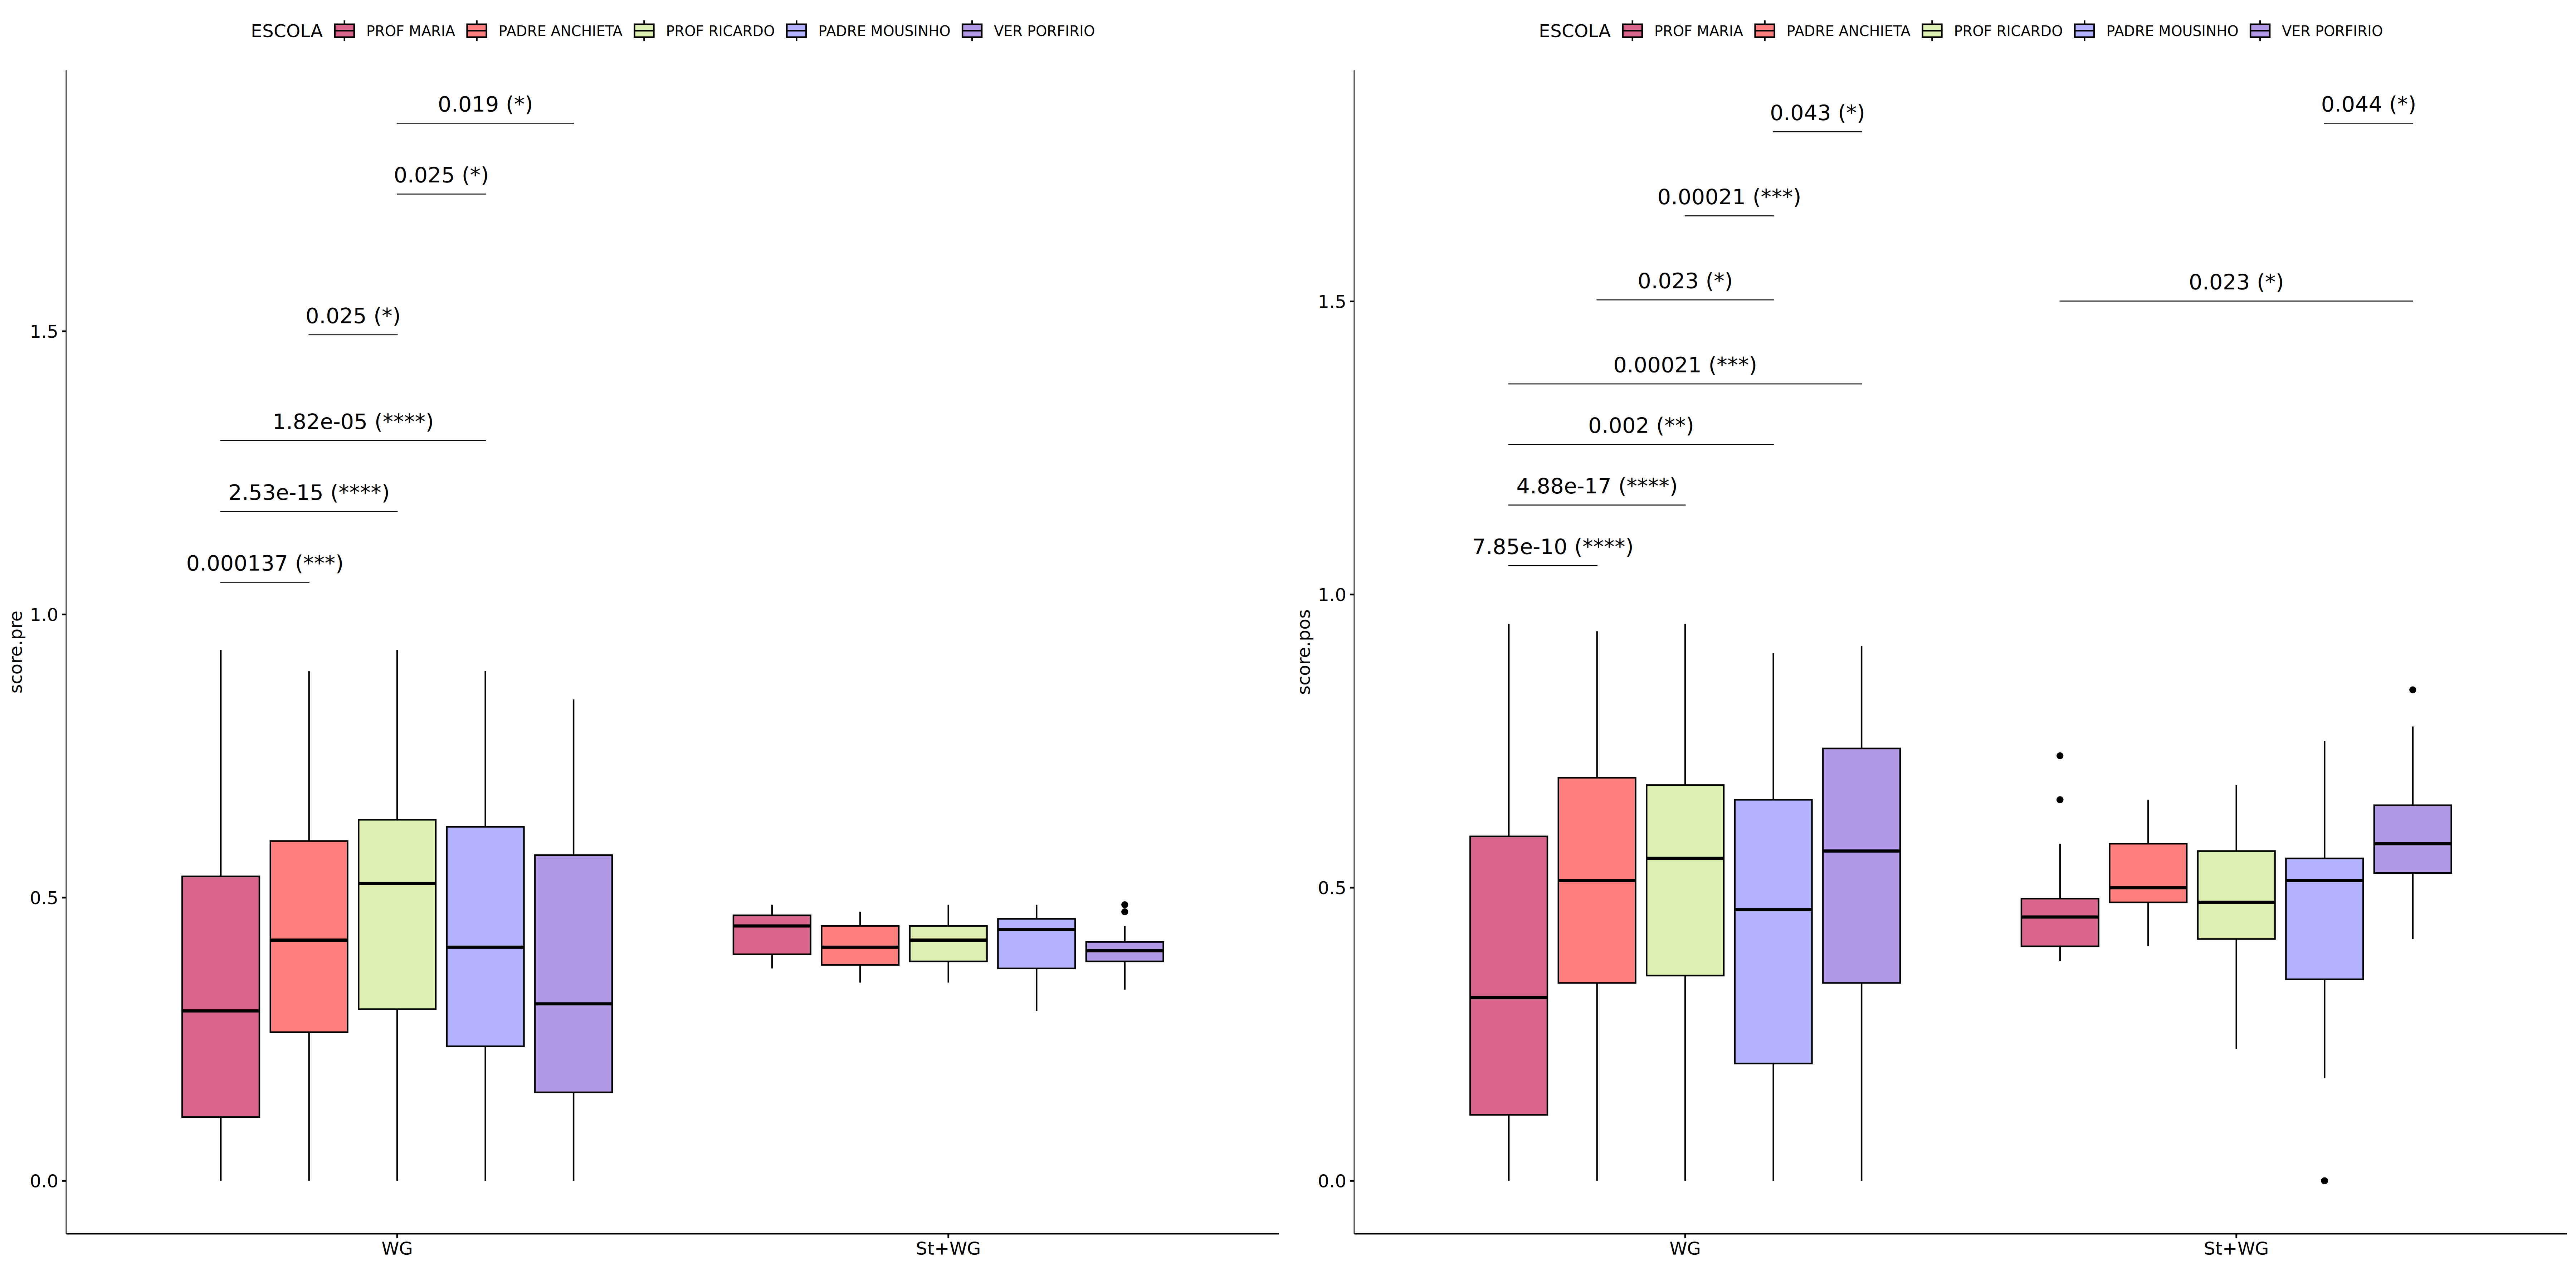 ESCOLA PROF MARIA PADRE ANCHIETA PROF RICARDO PADRE MOUSINHO VER PORFIRIO
0.019 (*)
0.025 (*)
0.025 (*)
1.82e-05 (****)
2.53e-15 (****)
0.000137 (***)
1.5
1.0
0.5
0.0
score.pre
WG
St+WG
ESCOLA PROF MARIA PADRE ANCHIETA PROF RICARDO PADRE MOUSINHO VER PORFIRIO
0.043 (*)
0.044 (*)
0.00021 (***)
0.023 (*)
0.023 (*)
0.00021 (***)
0.002 (**)
4.88e-17 (****)
7.85e-10 (****)
1.5
1.0
0.5
0.0
score.pos
WG
St+WG